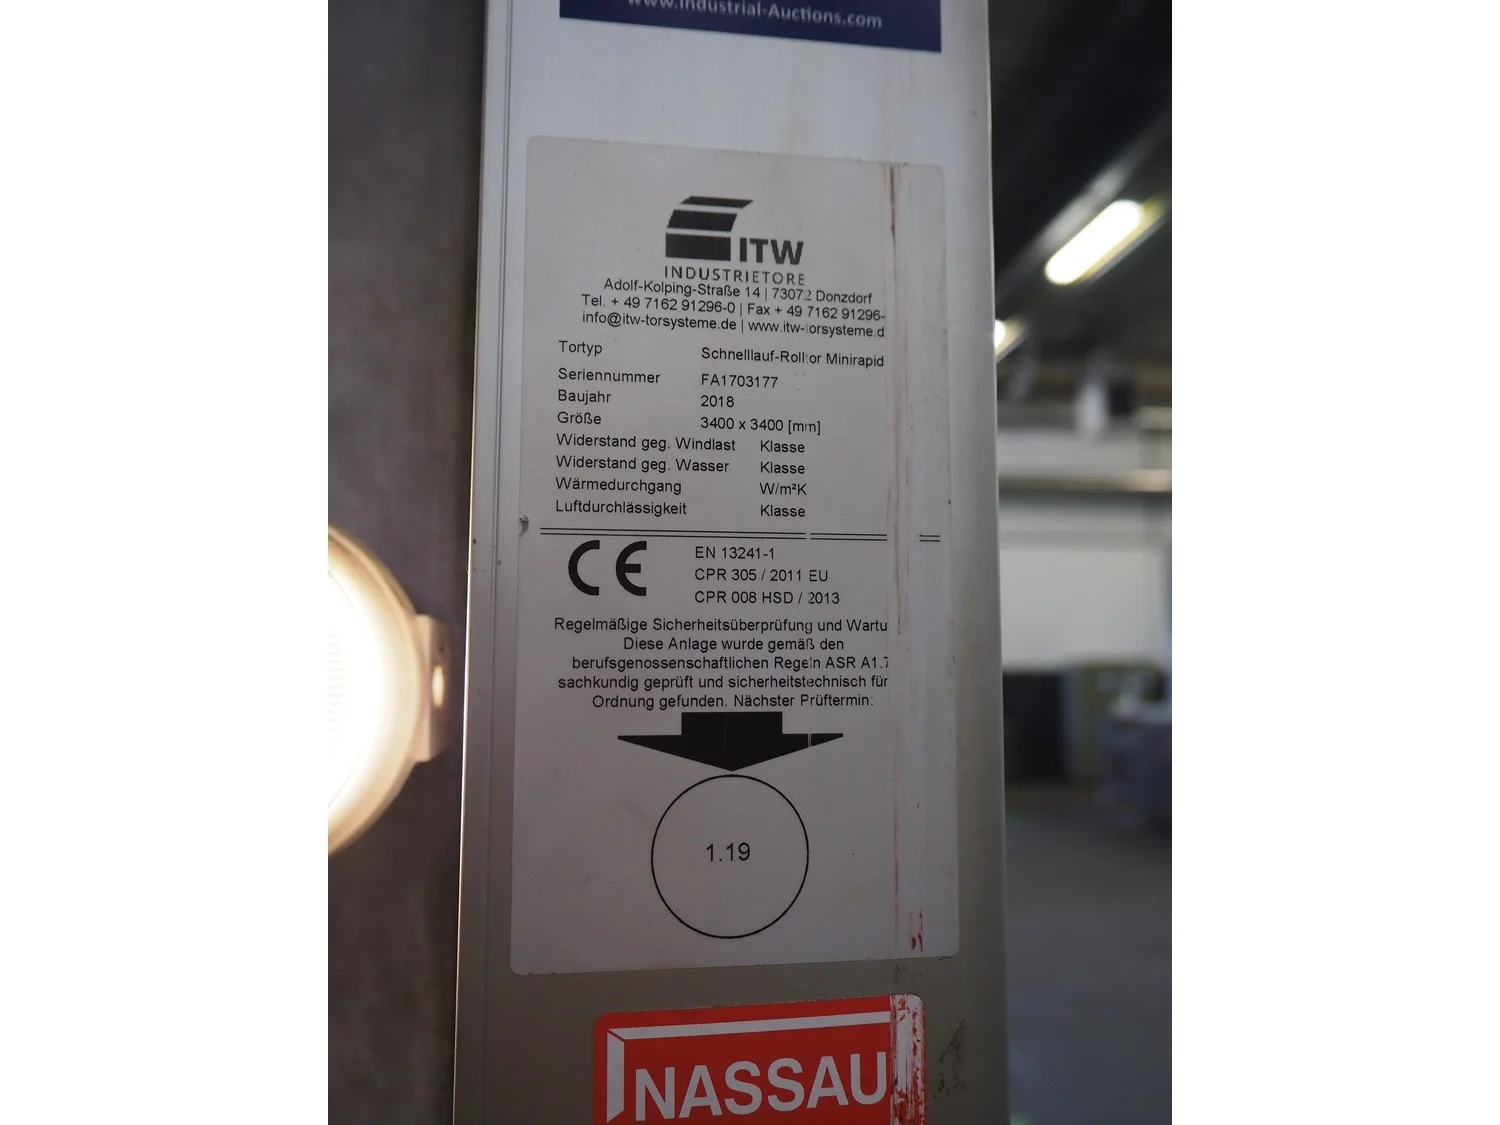 www.Industrial-Auctions.com
ITW
INDUSTRIETORE
Adolf-Kolping-Straße 14 | 73072 Donzdorf
Tel. + 49 7162 91296-0 | Fax + 49 7162 91296-
info@itw-torsysteme.de | www.itw-torsysteme.d
Tortyp Schnelllauf-Rolltor Minirapid
Seriennummer FA1703177
Baujahr 2018
Größe 3400 x 3400 [mm]
Widerstand geg. Windlast Klasse
Widerstand geg. Wasser Klasse
Wärmedurchgang W/m²K
Luftdurchlässigkeit Klasse
CE
EN 13241-1
CPR 305 / 2011 EU
CPR 008 HSD / 2013
Regelmäßige Sicherheitsüberprüfung und Wartu
Diese Anlage wurde gemäß den
berufsgenossenschaftlichen Regeln ASR A1.7
sachkundig geprüft und sicherheitstechnisch für
Ordnung gefunden. Nächster Prüftermin:
1.19
NASSAU